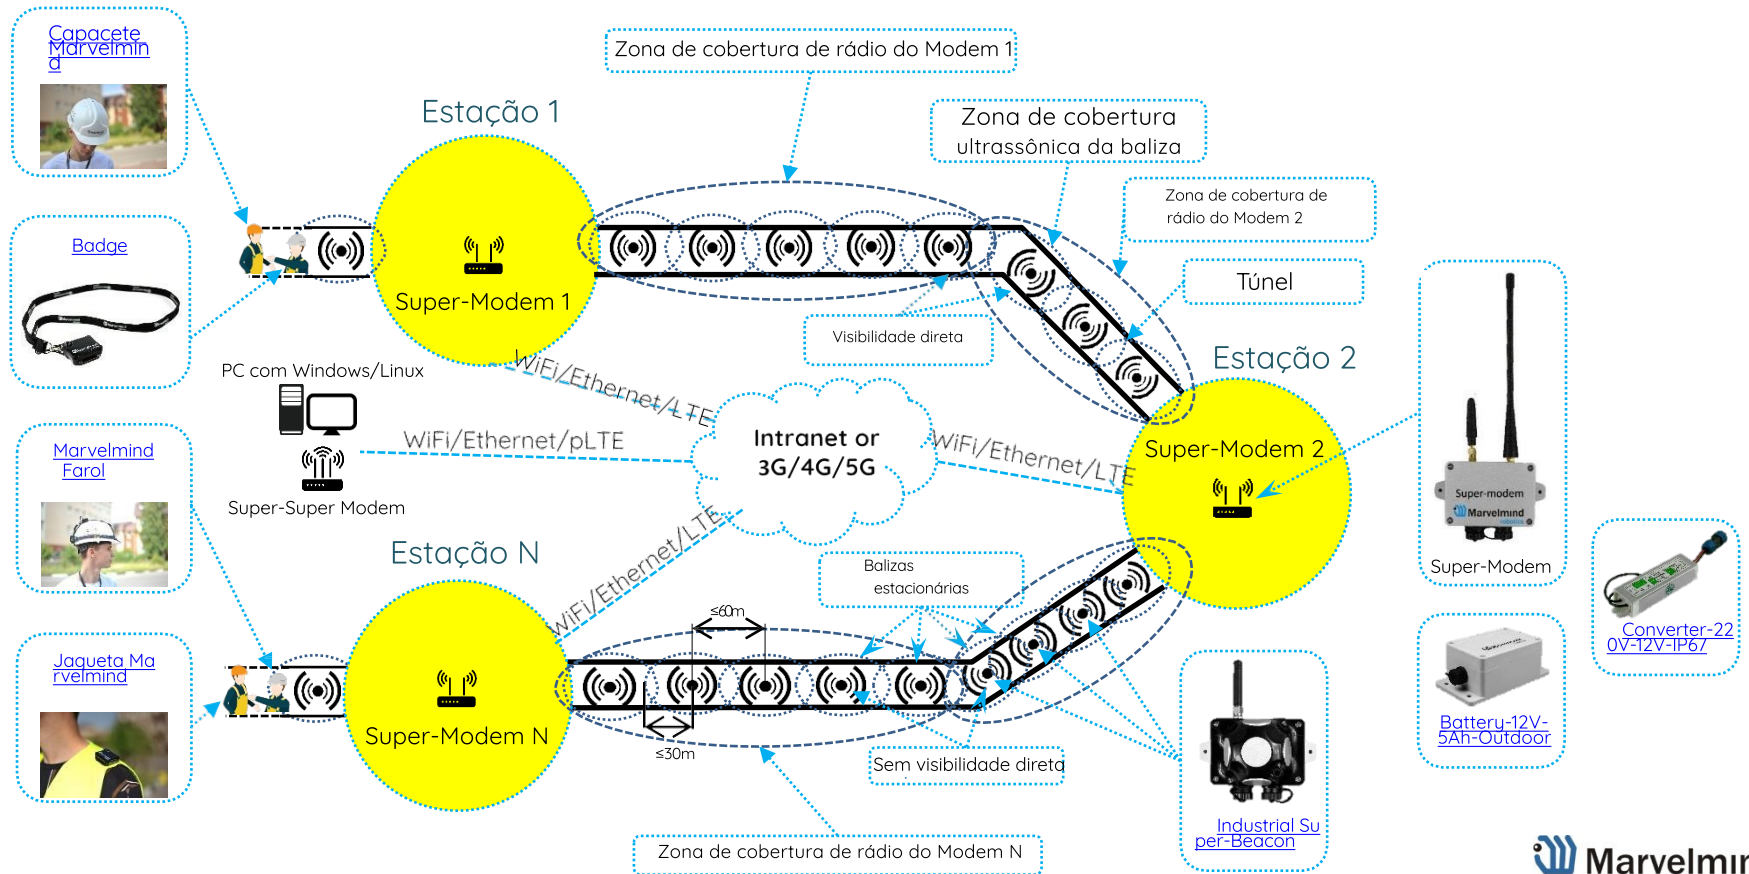 Capacete
Marvelmin
d
Zona de cobertura de rádio do Modem 1
Estação 1
Zona de cobertura
ultrassônica da baliza
Zona de cobertura de
rádio do Modem 2
Badge
Super-Modem 1
Túnel
Visibilidade direta
Estação 2
PC com Windows/Linux
WiFi/Ethernet/LTE
WiFi/Ethernet/pLTE
Intranet or
3G/4G/5G
WiFi/Ethernet/LTE
Super-Modem 2
Marvelmind
Farol
Super-Super Modem
WiFi/Ethernet/LTE
Super-modem
Marvelmind
robotics
Super-Modem
Estação N
Balizas
estacionárias
≤60m
Converter-22
0V-12V-IP67
Jaqueta Ma
rvelmind
Super-Modem N
≤30m
Sem visibilidade direta
Battery-12V-
5Ah-Outdoor
Industrial Su
per-Beacon
Zona de cobertura de rádio do Modem N
Marvelmin